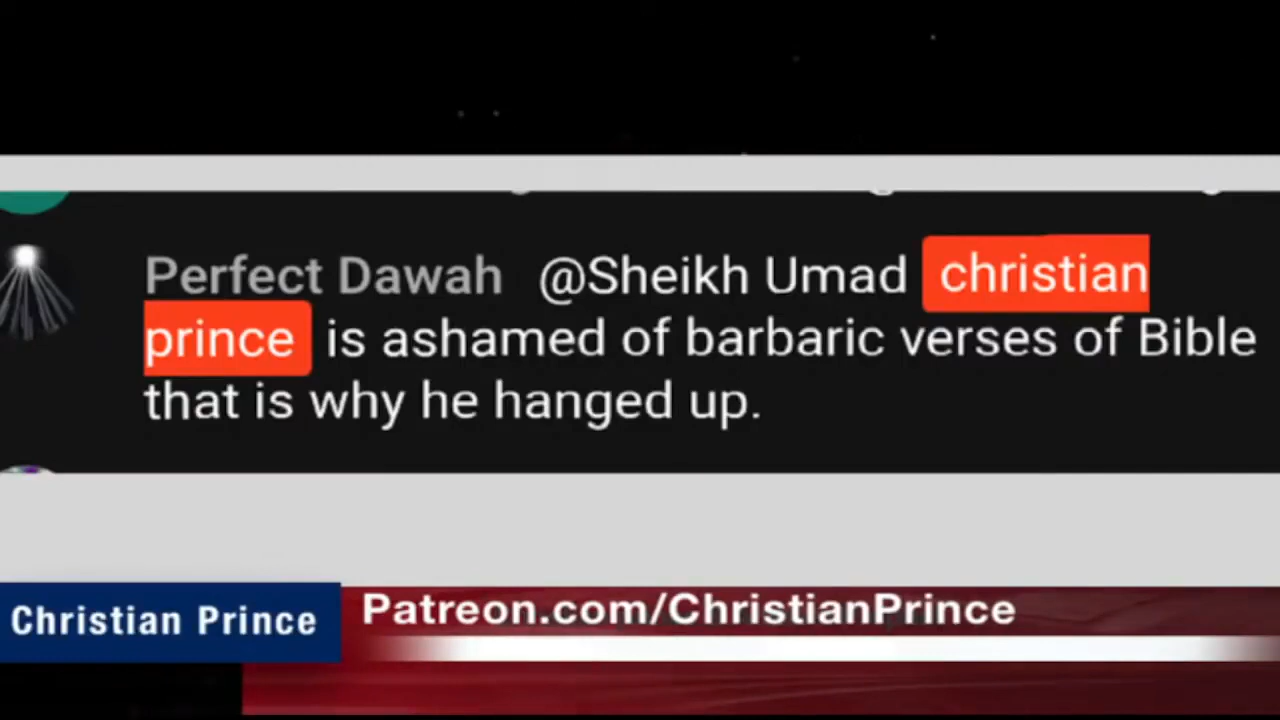 Perfect Dawah @Sheikh Umad christian
prince is ashamed of barbaric verses of Bible
that is why he hanged up.
Christian Prince
Patreon.com/ChristianPrince